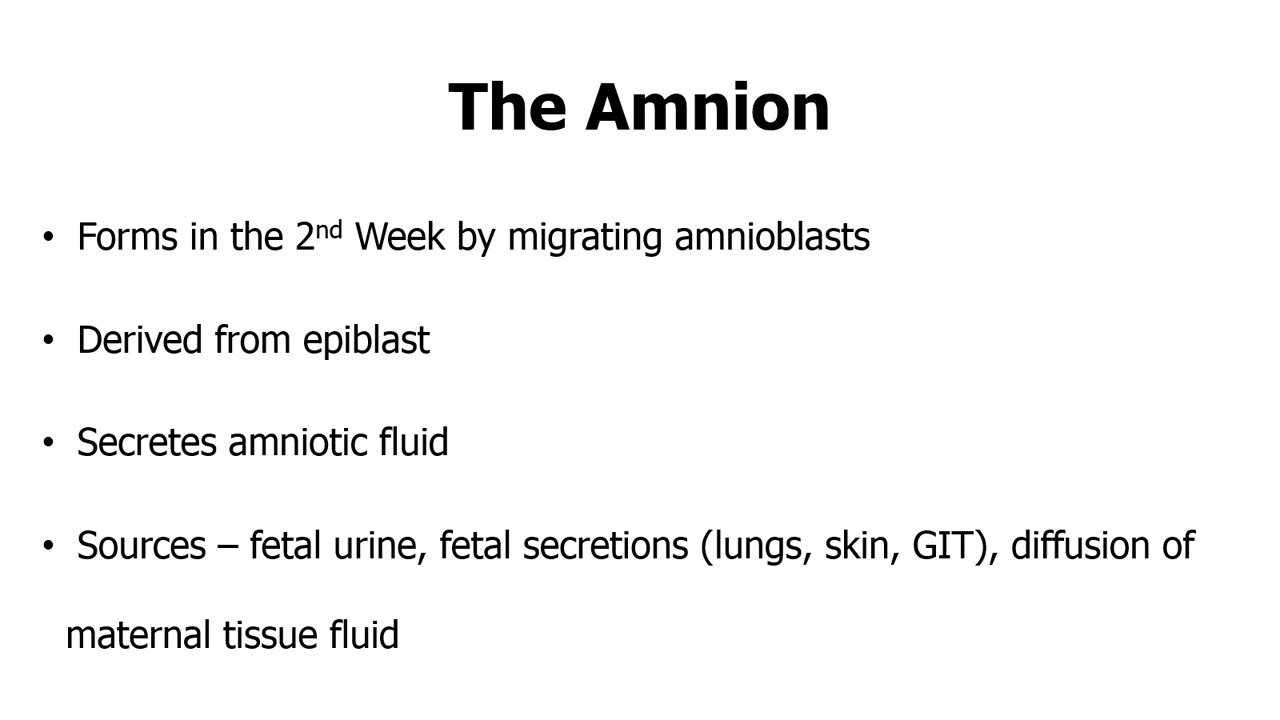 The Amnion
• Forms in the 2nd Week by migrating amnioblasts
• Derived from epiblast
• Secretes amniotic fluid
• Sources – fetal urine, fetal secretions (lungs, skin, GIT), diffusion of
maternal tissue fluid